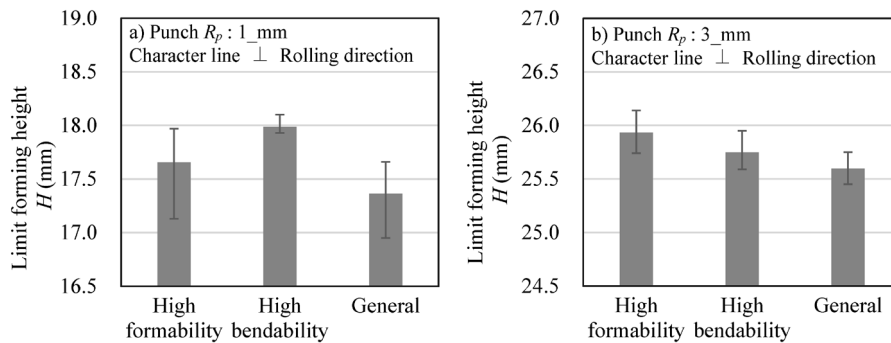 a) Punch Rp : 1_mm
Character line ⊥ Rolling direction
Limit forming height
H (mm)
19.0
18.5
18.0
17.5
17.0
16.5
High formability
High bendability
General
b) Punch Rp : 3_mm
Character line ⊥ Rolling direction
Limit forming height
H (mm)
27.0
26.5
26.0
25.5
25.0
24.5
High formability
High bendability
General